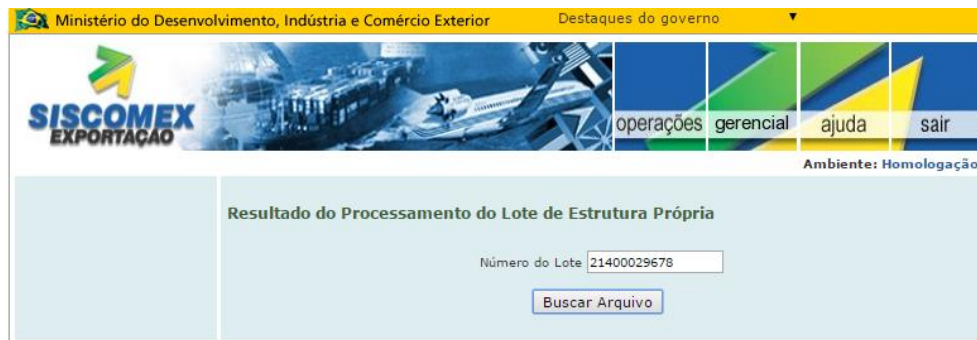 Ministério do Desenvolvimento, Indústria e Comércio Exterior Destaques do governo
SISCOMEX
EXPORTAÇÃO
operações gerencial ajuda sair
Ambiente: Homologação
Resultado do Processamento do Lote de Estrutura Própria
Número do Lote 21400029678
Buscar Arquivo